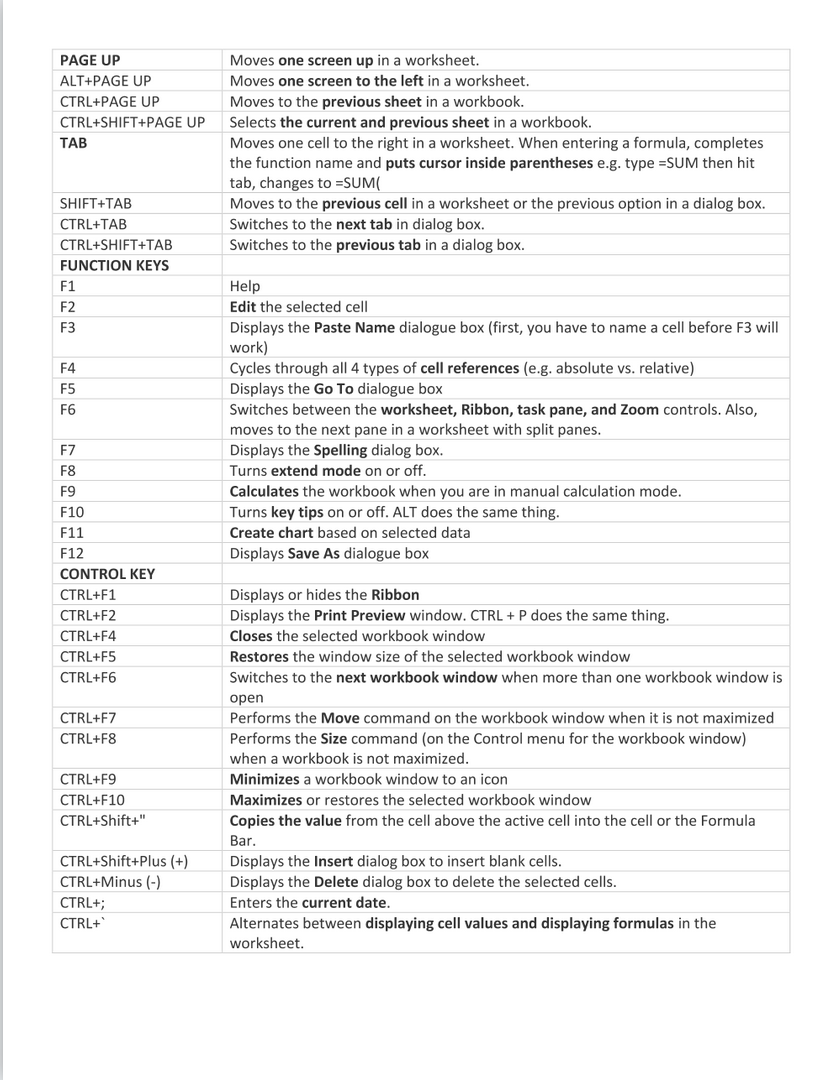 PAGE UP Moves one screen up in a worksheet.
ALT+PAGE UP Moves one screen to the left in a worksheet.
CTRL+PAGE UP Moves to the previous sheet in a workbook.
CTRL+SHIFT+PAGE UP Selects the current and previous sheet in a workbook.
TAB Moves one cell to the right in a worksheet. When entering a formula, completes
the function name and puts cursor inside parentheses e.g. type =SUM then hit
tab, changes to =SUM(
SHIFT+TAB Moves to the previous cell in a worksheet or the previous option in a dialog box.
CTRL+TAB Switches to the next tab in dialog box.
CTRL+SHIFT+TAB Switches to the previous tab in a dialog box.
FUNCTION KEYS
F1 Help
F2 Edit the selected cell
F3 Displays the Paste Name dialogue box (first, you have to name a cell before F3 will
work)
F4 Cycles through all 4 types of cell references (e.g. absolute vs. relative)
F5 Displays the Go To dialogue box
F6 Switches between the worksheet, Ribbon, task pane, and Zoom controls. Also,
moves to the next pane in a worksheet with split panes.
F7 Displays the Spelling dialog box.
F8 Turns extend mode on or off.
F9 Calculates the workbook when you are in manual calculation mode.
F10 Turns key tips on or off. ALT does the same thing.
F11 Create chart based on selected data
F12 Displays Save As dialogue box
CONTROL KEY
CTRL+F1 Displays or hides the Ribbon
CTRL+F2 Displays the Print Preview window. CTRL + P does the same thing.
CTRL+F4 Closes the selected workbook window
CTRL+F5 Restores the window size of the selected workbook window
CTRL+F6 Switches to the next workbook window when more than one workbook window is
open
CTRL+F7 Performs the Move command on the workbook window when it is not maximized
CTRL+F8 Performs the Size command (on the Control menu for the workbook window)
when a workbook is not maximized.
CTRL+F9 Minimizes a workbook window to an icon
CTRL+F10 Maximizes or restores the selected workbook window
CTRL+Shift+" Copies the value from the cell above the active cell into the cell or the Formula
Bar.
CTRL+Shift+Plus (+) Displays the Insert dialog box to insert blank cells.
CTRL+Minus (-) Displays the Delete dialog box to delete the selected cells.
CTRL+; Enters the current date.
CTRL+` Alternates between displaying cell values and displaying formulas in the
worksheet.